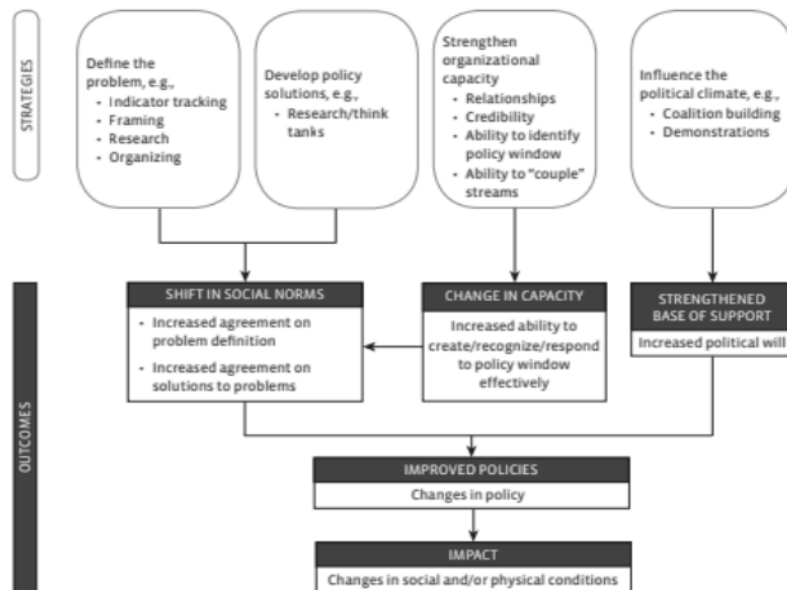 STRATEGIES
Define the
problem, e.g.,
• Indicator tracking
• Framing
• Research
• Organizing
Develop policy
solutions, e.g.,
• Research/think
tanks
Strengthen
organizational
capacity
• Relationships
• Credibility
• Ability to identify
policy window
• Ability to “couple”
streams
Influence the
political climate, e.g.,
• Coalition building
• Demonstrations
OUTCOMES
SHIFT IN SOCIAL NORMS
• Increased agreement on
problem definition
• Increased agreement on
solutions to problems
CHANGE IN CAPACITY
Increased ability to
create/recognize/respond
to policy window
effectively
STRENGTHENED
BASE OF SUPPORT
Increased political will
IMPROVED POLICIES
Changes in policy
IMPACT
Changes in social and/or physical conditions